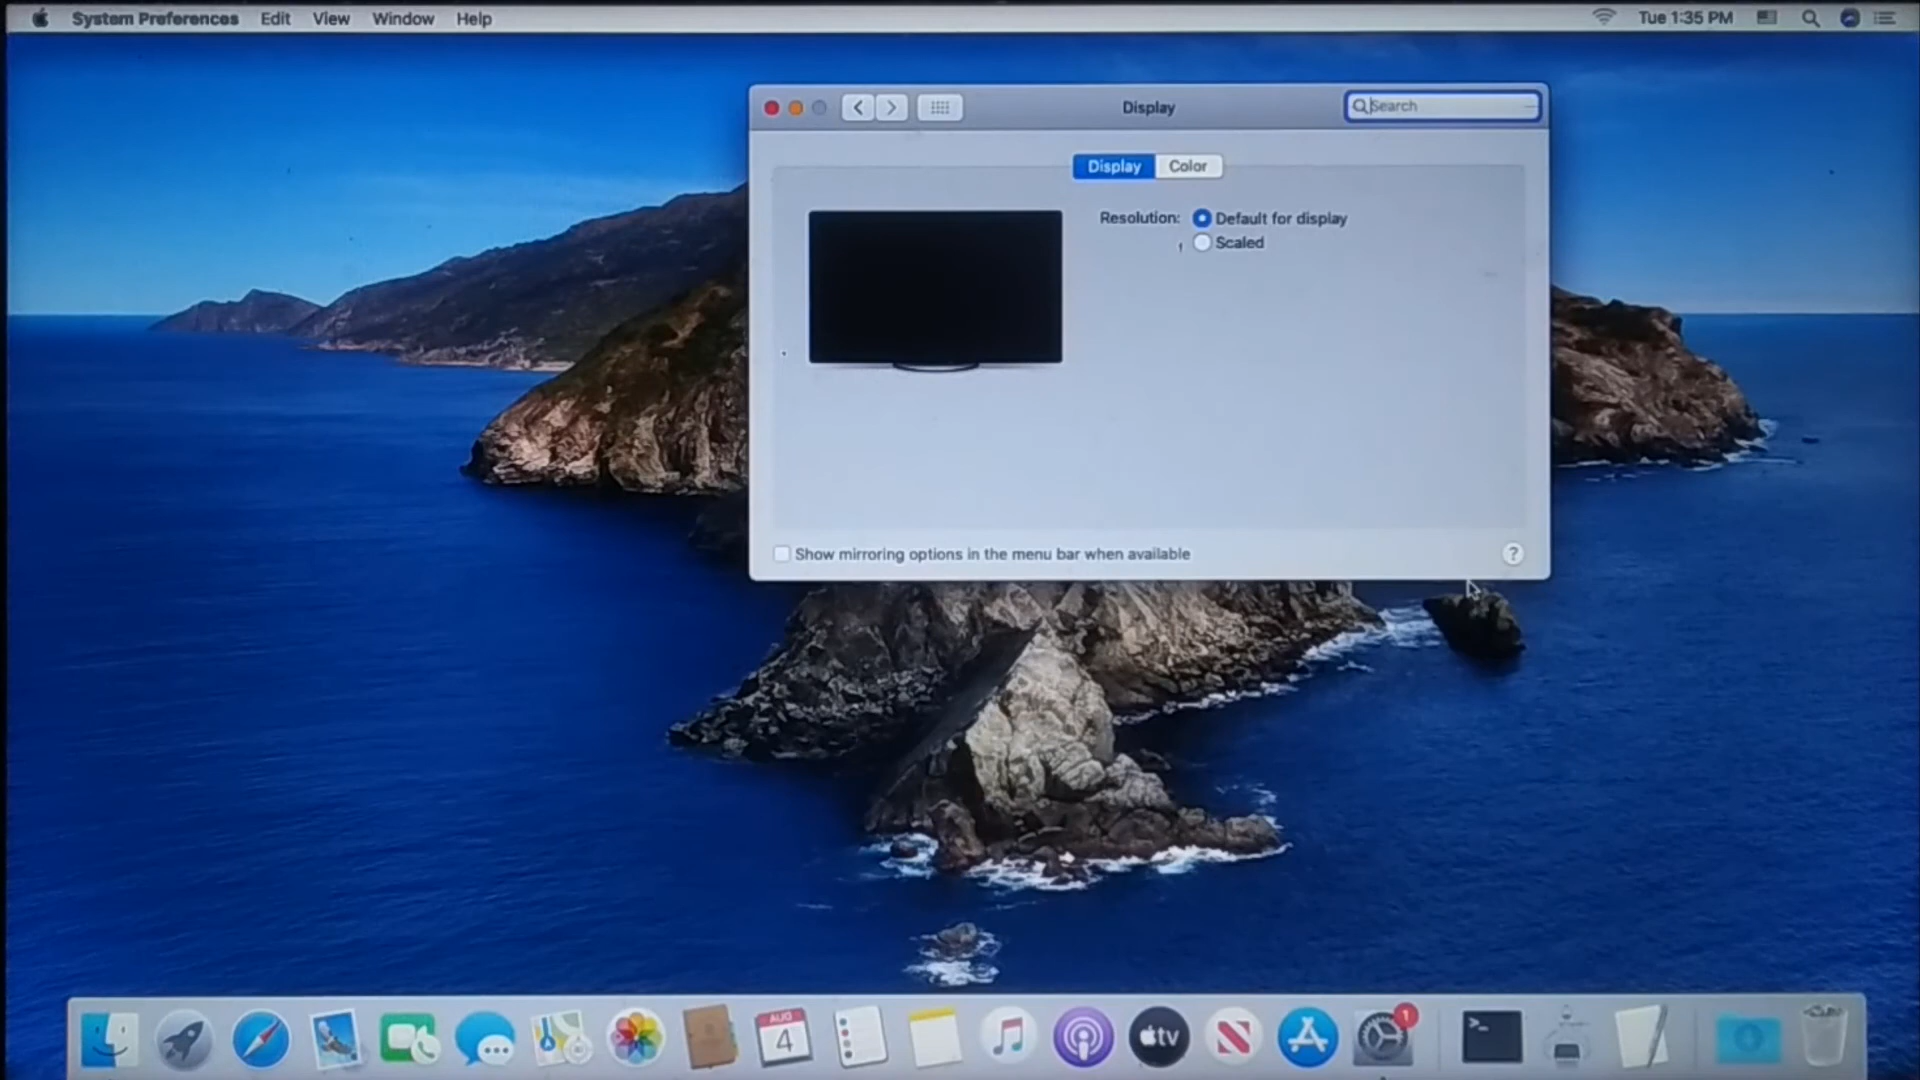 System Preferences Edit View Window Help Tue 1:35 PM
Display
Search
Display Color
Resolution: Default for display
Scaled
Show mirroring options in the menu bar when available
?
AUG
4
tv
1
>_